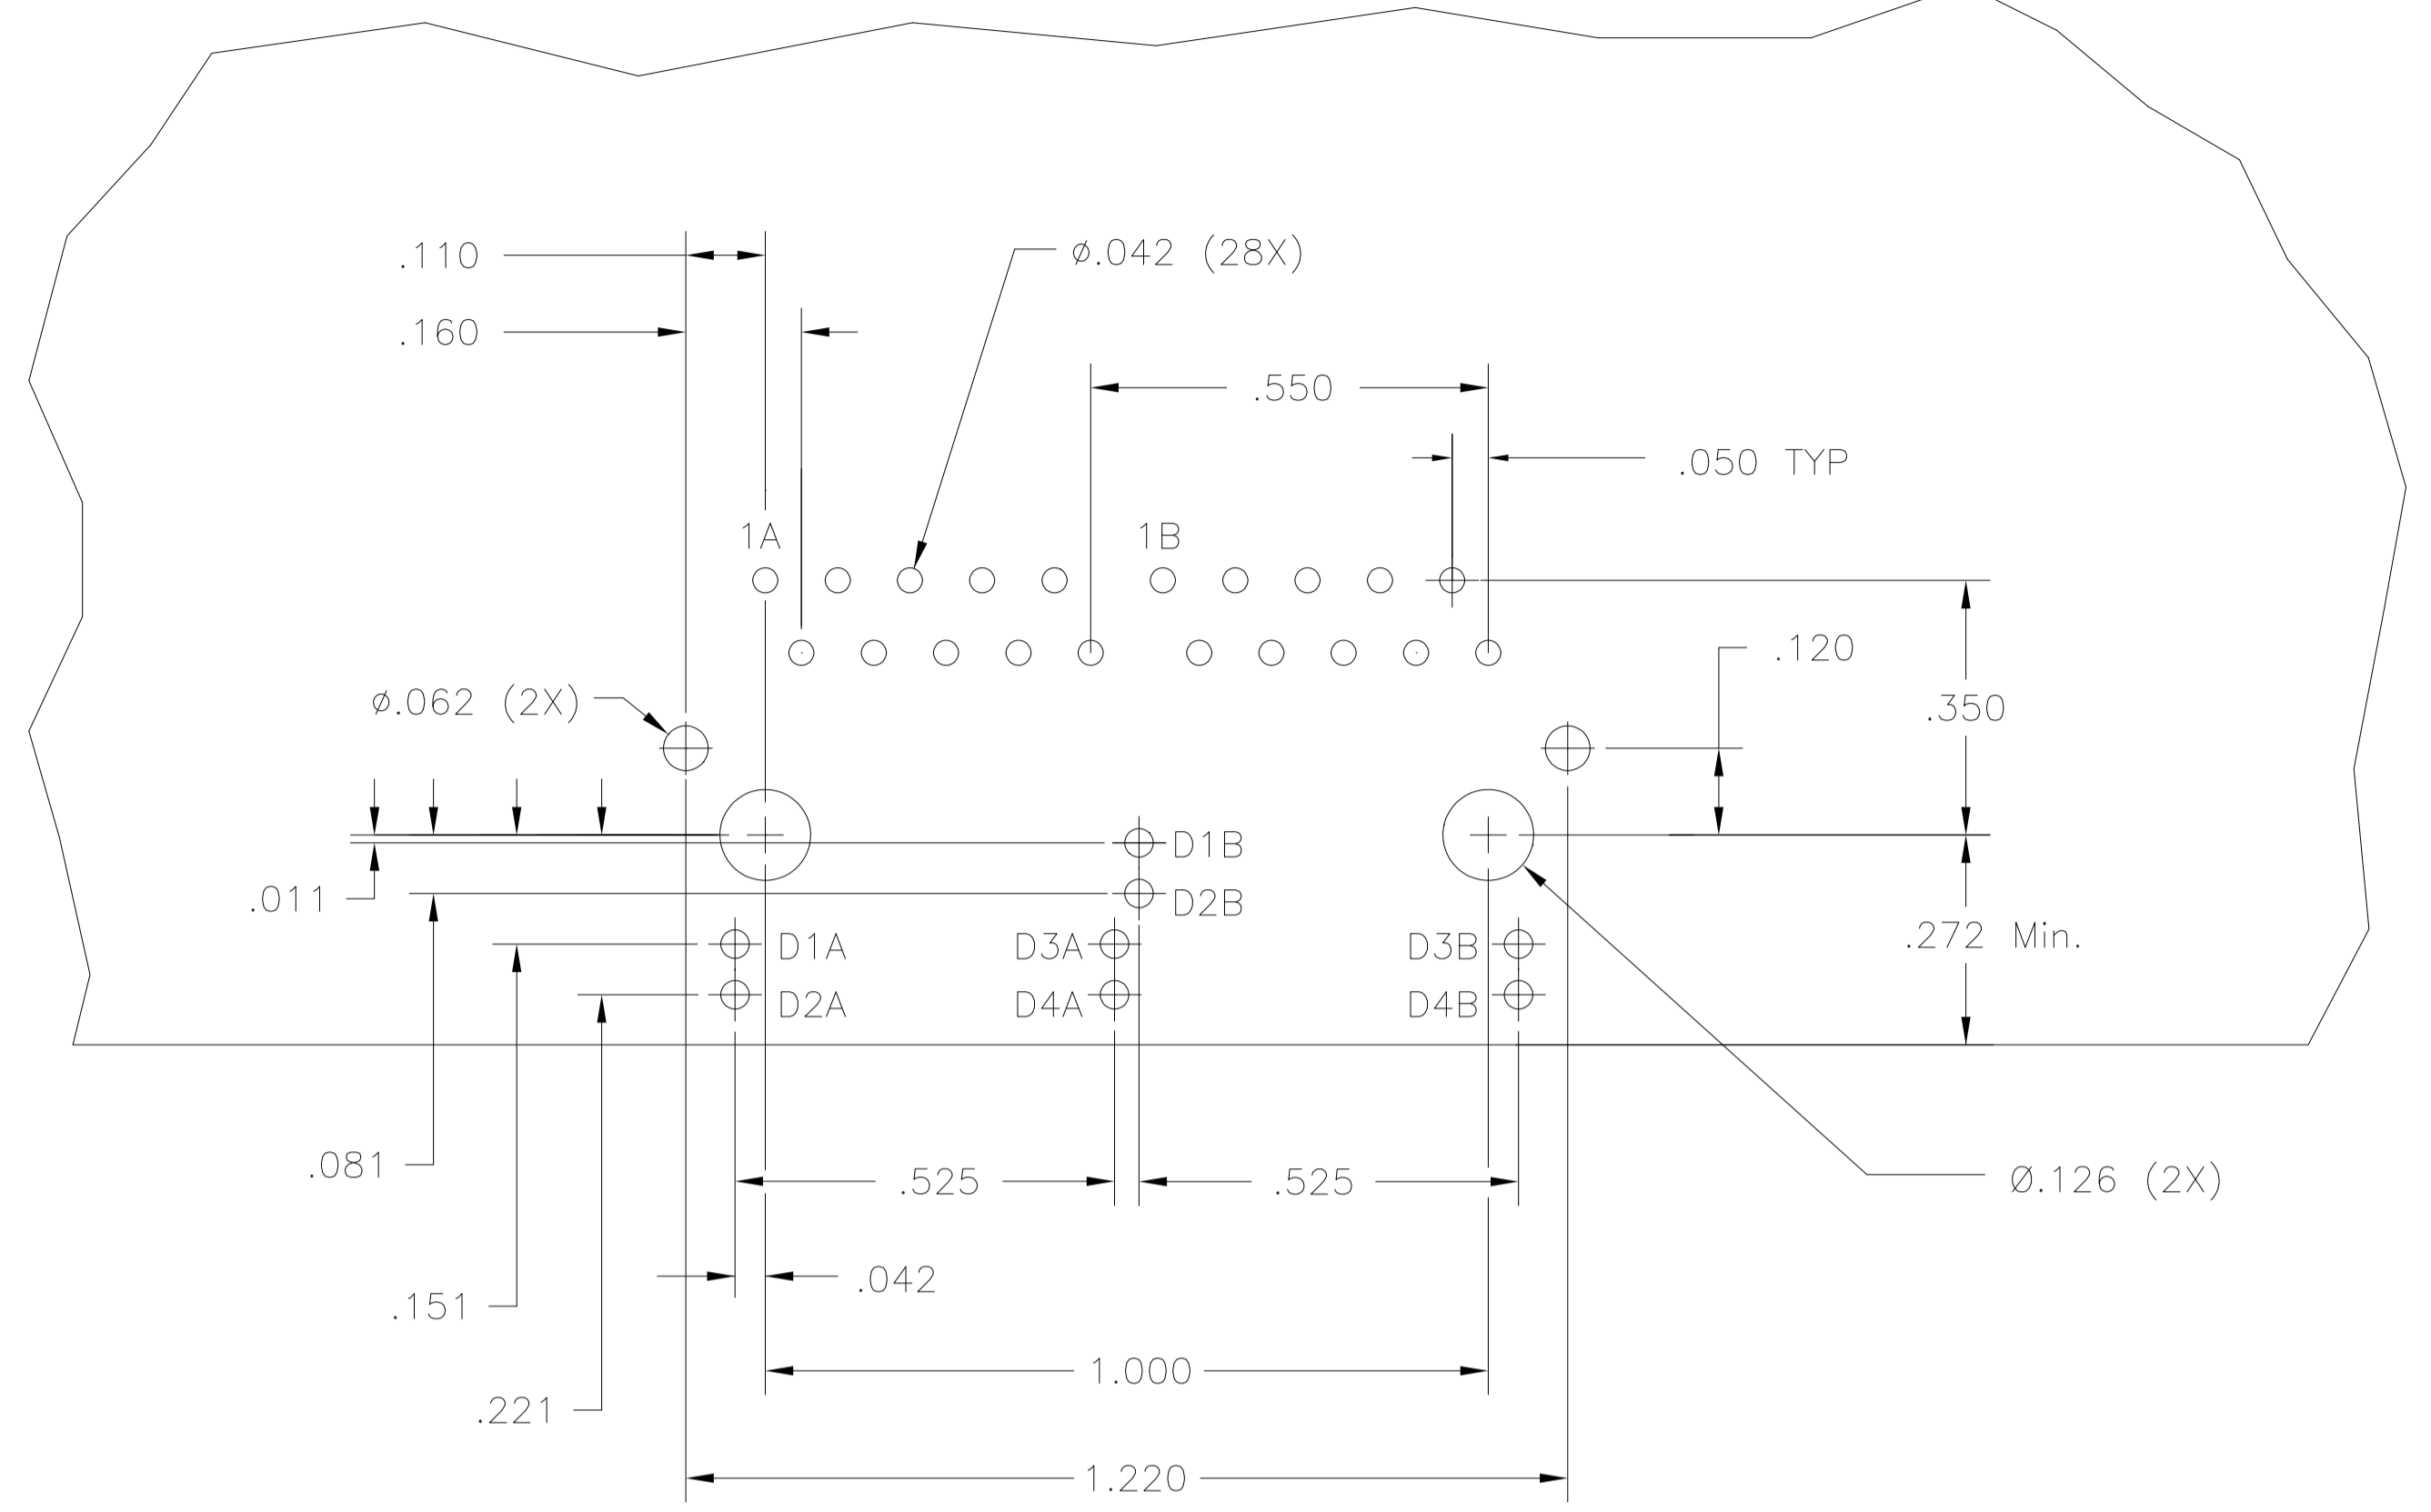 .110
ø.042 (28X)
.160
.550
.050 TYP
1A
1B
.120
ø.062 (2X)
.350
D1B
.011
D2B
.272 Min.
D1A
D3A
D3B
D2A
D4A
D4B
.081
.525
.525
Ø.126 (2X)
.042
.151
1.000
.221
1.220